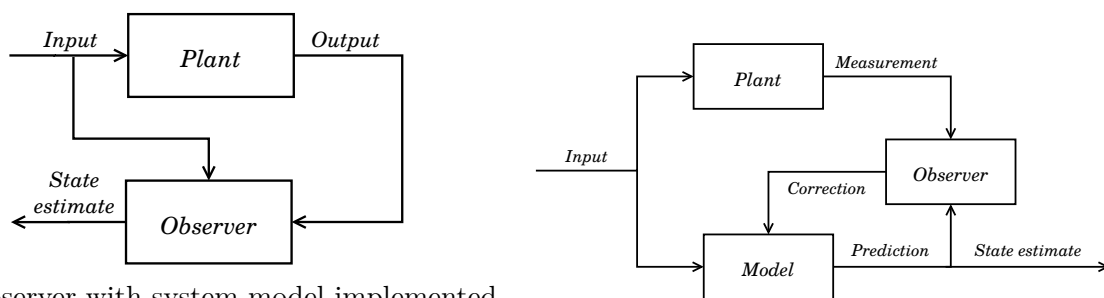 Input
Plant
Output
State
estimate
Observer
server with system model implemented
Input
Plant
Measurement
Observer
Correction
Model
Prediction
State estimate